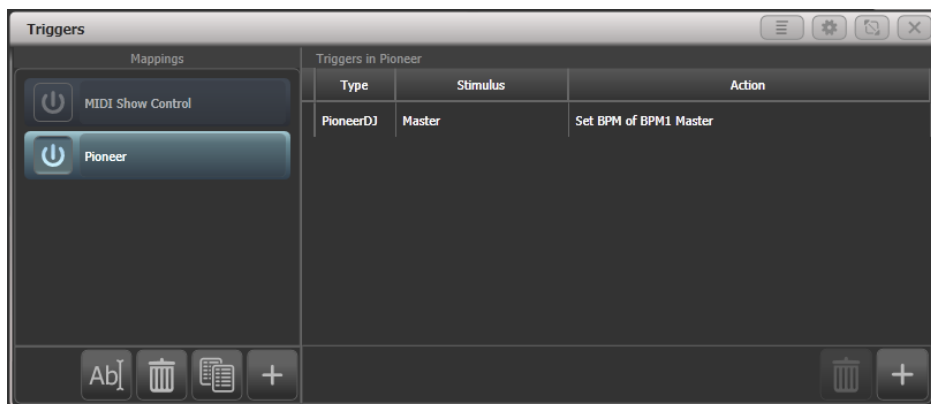 Triggers
Mappings
MIDI Show Control
Pioneer
Ab
Triggers in Pioneer
Type Stimulus Action
PioneerDJ Master Set BPM of BPM1 Master